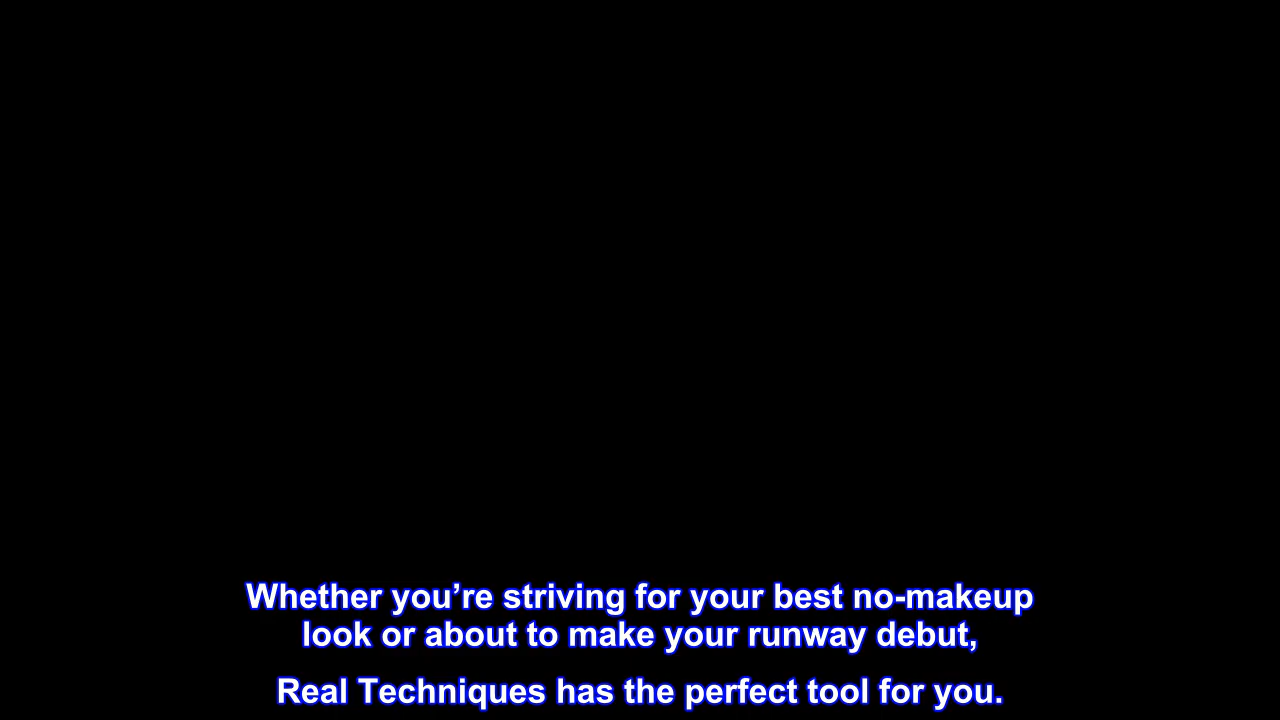 Whether you’re striving for your best no-makeup
look or about to make your runway debut,
Real Techniques has the perfect tool for you.